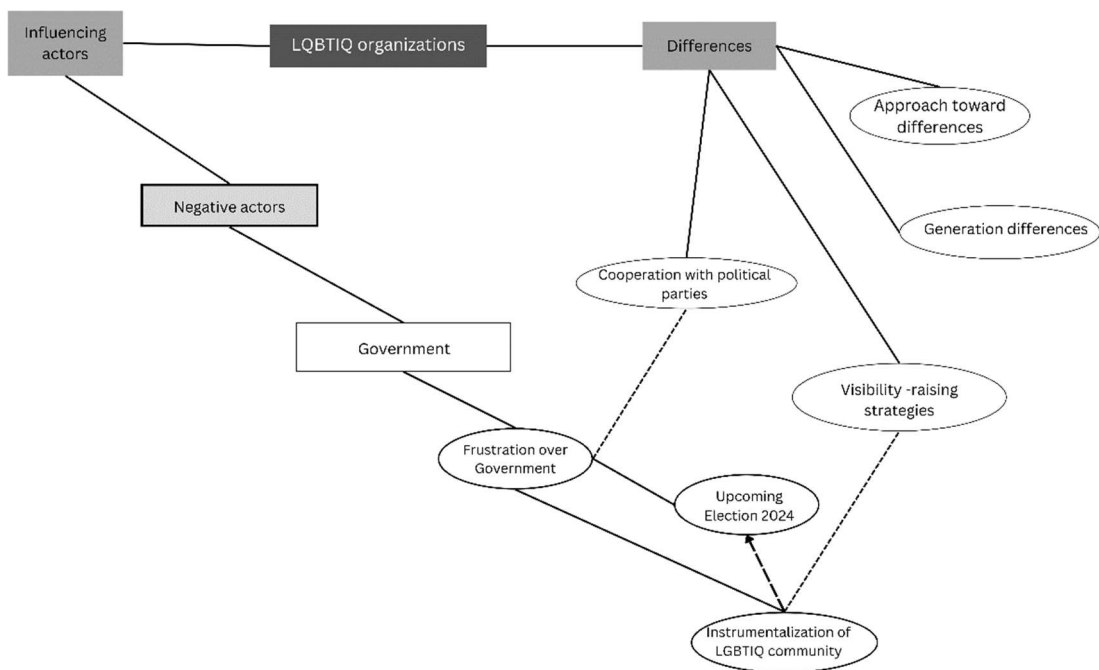 Influencing
actors
LQBTIQ organizations
Differences
Approach toward
differences
Negative actors
Generation differences
Cooperation with political
parties
Government
Visibility -raising
strategies
Frustration over
Government
Upcoming
Election 2024
Instrumentalization of
LGBTIQ community